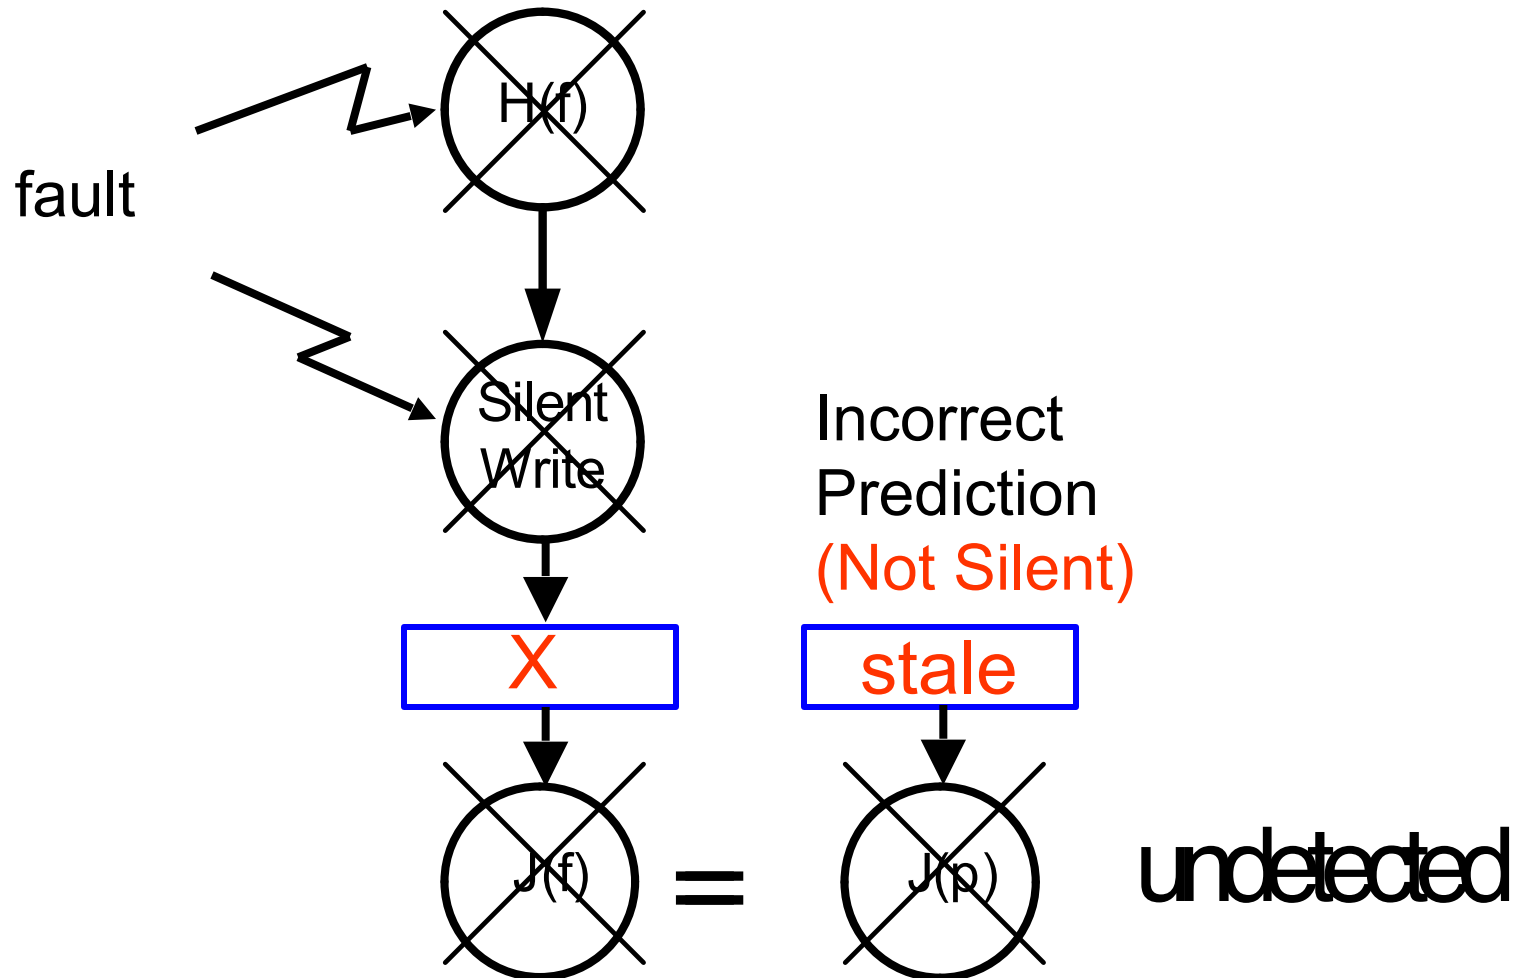 H(f)
fault
Silent
Write
Incorrect
Prediction
(Not Silent)
X
stale
J(f)
=
J(p)
undetected